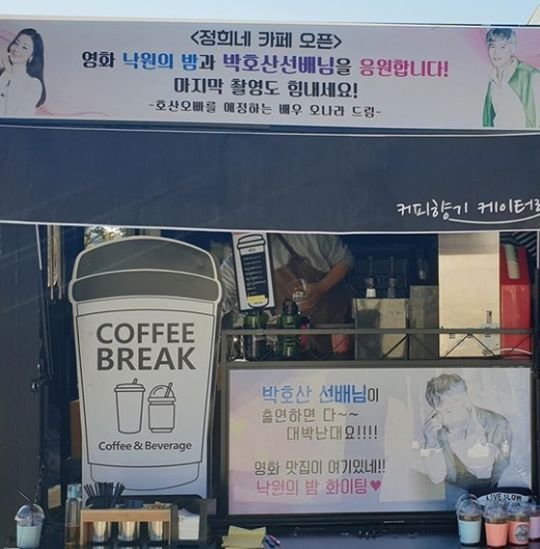 <정희네 카페 오픈>
영화 낙원의 밤과 박호산선배님을 응원합니다!
마지막 촬영도 힘내세요!
-호산오빠를 애정하는 배우 오나라 드림-
커피향기 케이터
COFFEE
BREAK
Coffee & Beverage
박호산 선배님이
출연하면 다~~
대박난대요!!!!
영화 맛집이 여기있네!!
낙원의 밤 화이팅♥
LIVE SLOW